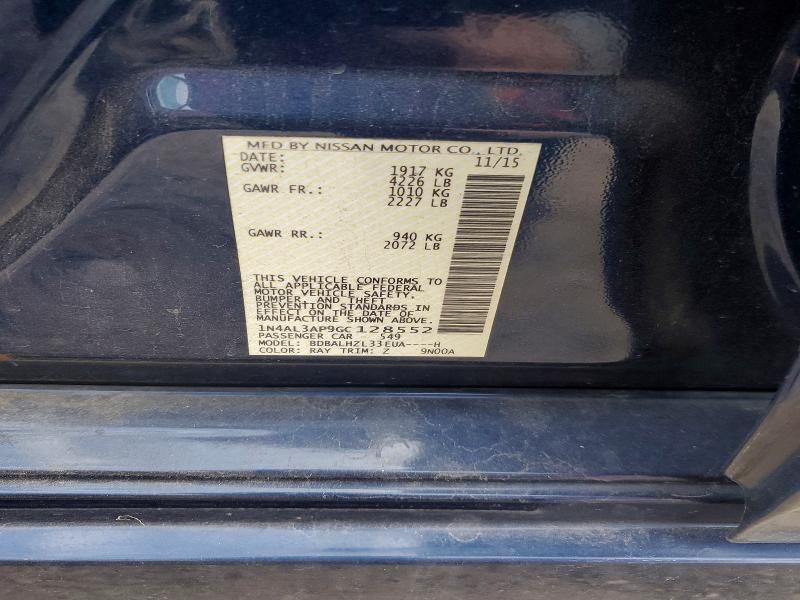 MFD BY NISSAN MOTOR CO., LTD.
DATE: 11/15
GVWR: 1917 KG
4226 LB
GAWR FR.: 1010 KG
2227 LB
GAWR RR.: 940 KG
2072 LB
THIS VEHICLE CONFORMS TO
ALL APPLICABLE FEDERAL
MOTOR VEHICLE SAFETY,
BUMPER, AND THEFT
PREVENTION STANDARDS IN
EFFECT ON THE DATE OF
MANUFACTURE SHOWN ABOVE.
1N4AL3AP9GC128552
PASSENGER CAR 549
MODEL: BDBALHZL33EUA----H
COLOR: RAY TRIM: Z 9N00A